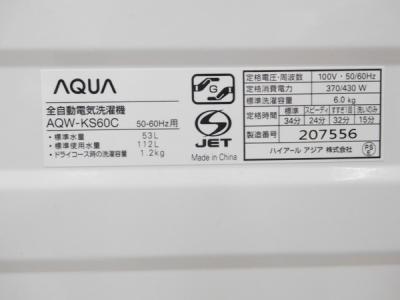 AQUA
全自動電気洗濯機
AQW-KS60C 50-60Hz用
・標準水量 53L
・標準使用水量 112L
・ドライコース時の洗濯容量 1.2kg
G
S
JET
Made in China
定格電圧・周波数 100V・50/60Hz
定格消費電力 370/430 W
標準洗濯容量 6.0 kg
定格時間 標準 スピーディ すすぎ1回 洗いのみ
34分 24分 32分 15分
製造番号 207556
ハイアール アジア 株式会社
PS
E